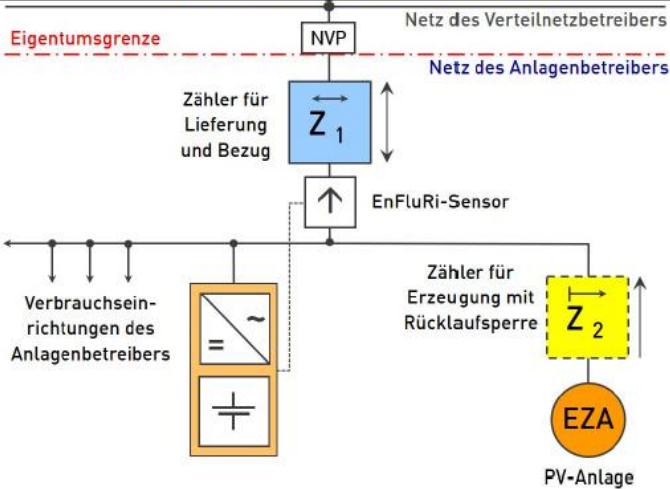 Netz des Verteilnetzbetreibers
Eigentumsgrenze
NVP
Netz des Anlagenbetreibers
Zähler für
Lieferung
und Bezug
Z 1
EnFluRi-Sensor
Zähler für
Erzeugung mit
Rücklaufsperre
Z 2
Verbrauchsein-
richtungen des
Anlagenbetreibers
~
=
EZA
PV-Anlage